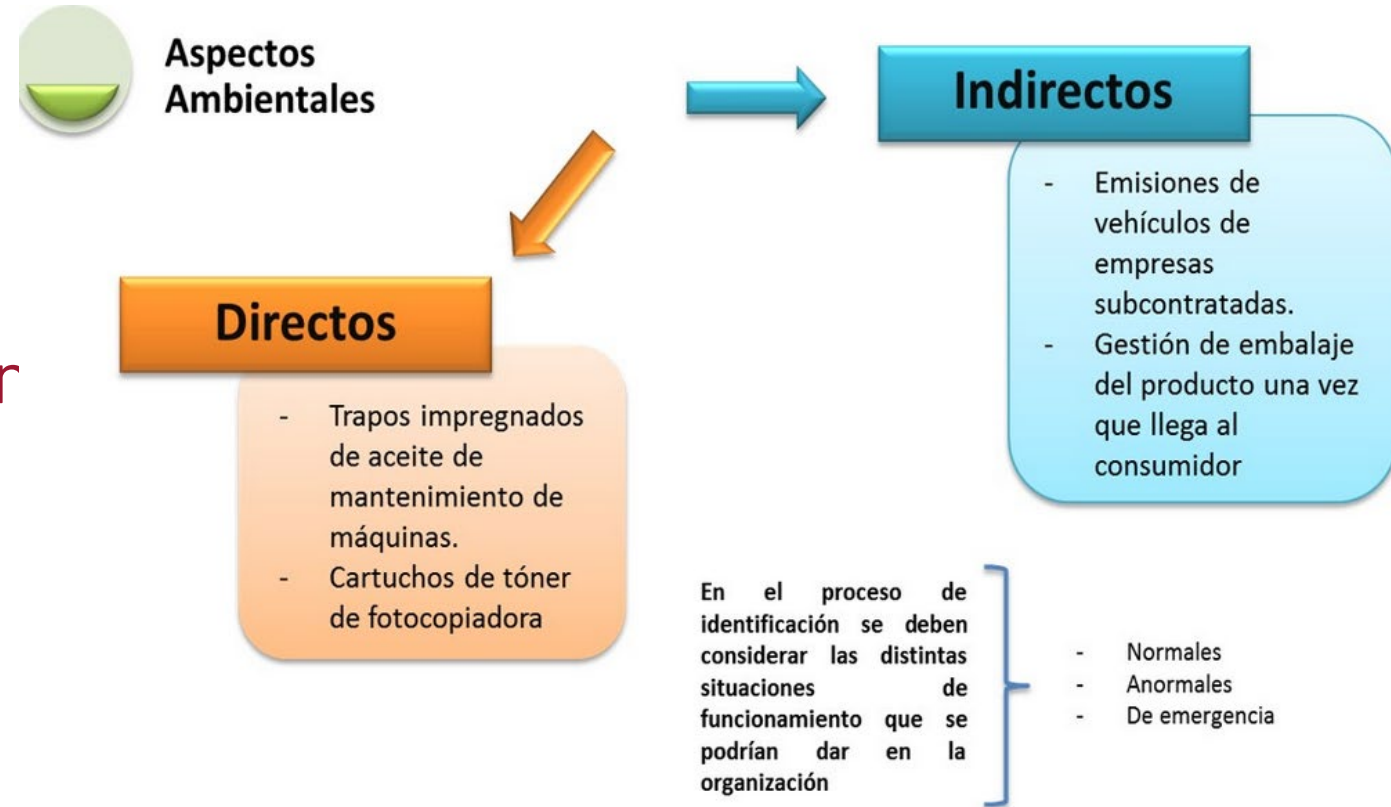 Aspectos
Ambientales
Indirectos
- Emisiones de
vehículos de
empresas
subcontratadas.
- Gestión de embalaje
del producto una vez
que llega al
consumidor
Directos
r
- Trapos impregnados
de aceite de
mantenimiento de
máquinas.
- Cartuchos de tóner
de fotocopiadora
En el proceso de
identificación se deben
considerar las distintas
situaciones de
funcionamiento que se
podrían dar en la
organización
- Normales
- Anormales
- De emergencia